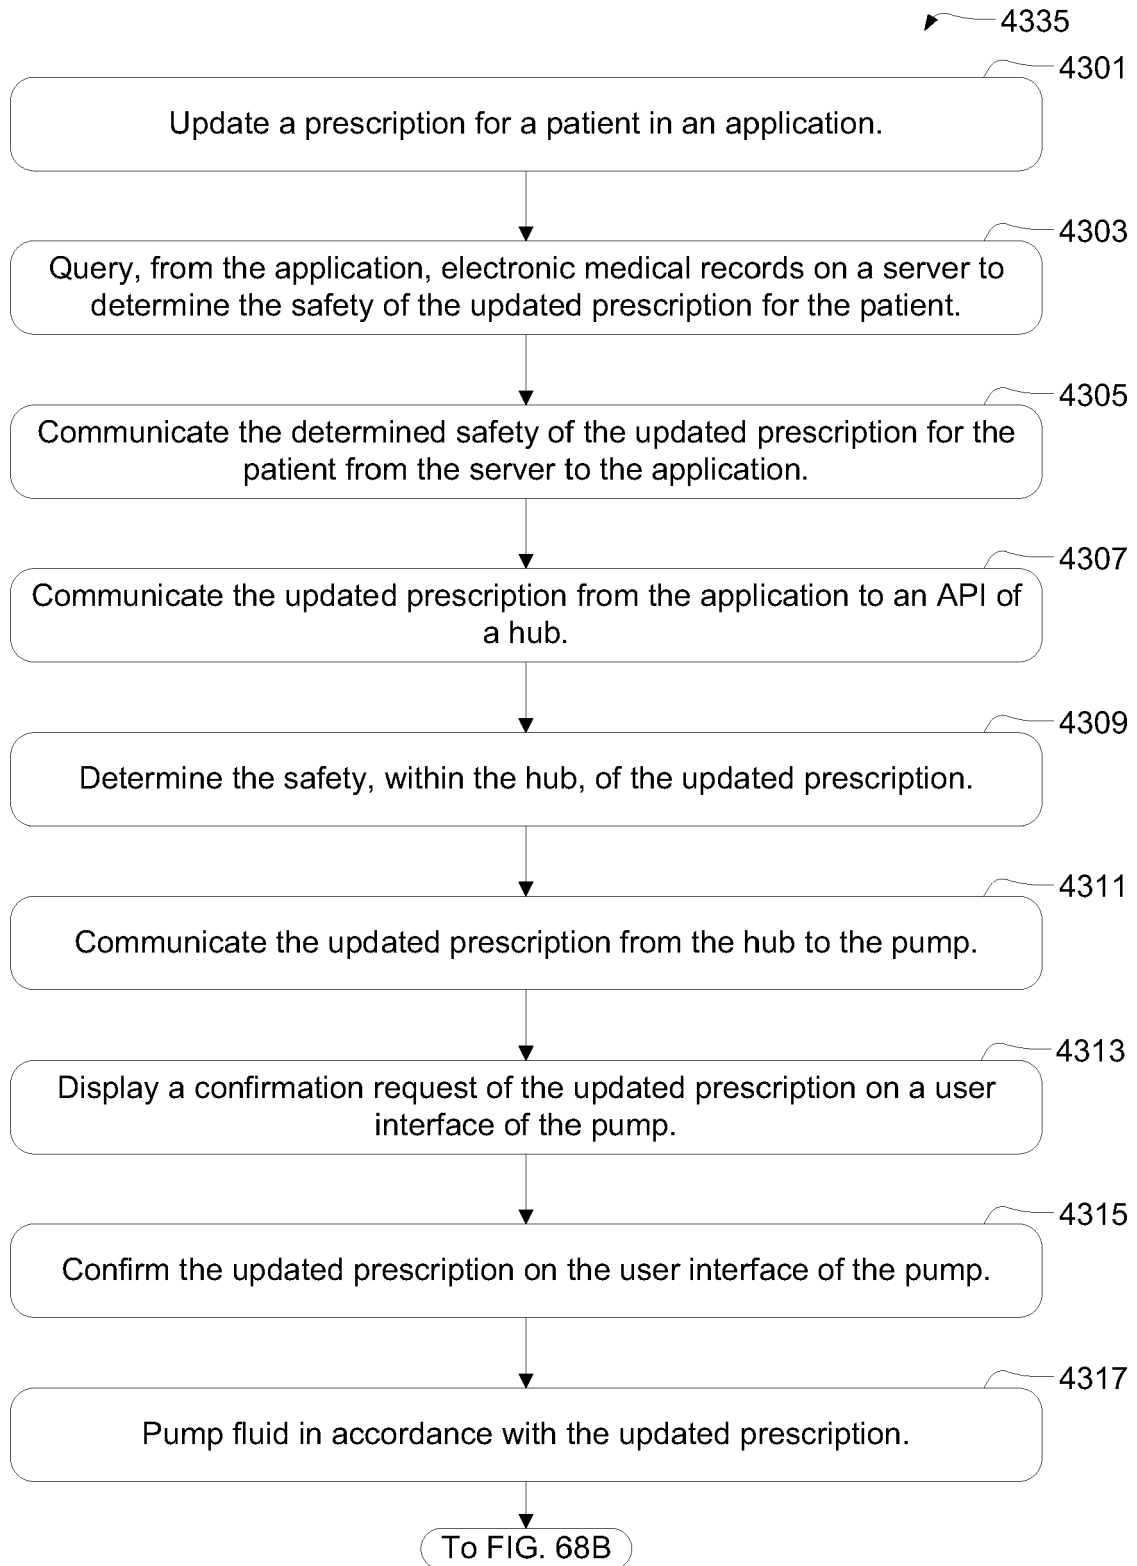 4335
4301
Update a prescription for a patient in an application.
4303
Query, from the application, electronic medical records on a server to
determine the safety of the updated prescription for the patient.
4305
Communicate the determined safety of the updated prescription for the
patient from the server to the application.
4307
Communicate the updated prescription from the application to an API of
a hub.
4309
Determine the safety, within the hub, of the updated prescription.
4311
Communicate the updated prescription from the hub to the pump.
4313
Display a confirmation request of the updated prescription on a user
interface of the pump.
4315
Confirm the updated prescription on the user interface of the pump.
4317
Pump fluid in accordance with the updated prescription.
To FIG. 68B